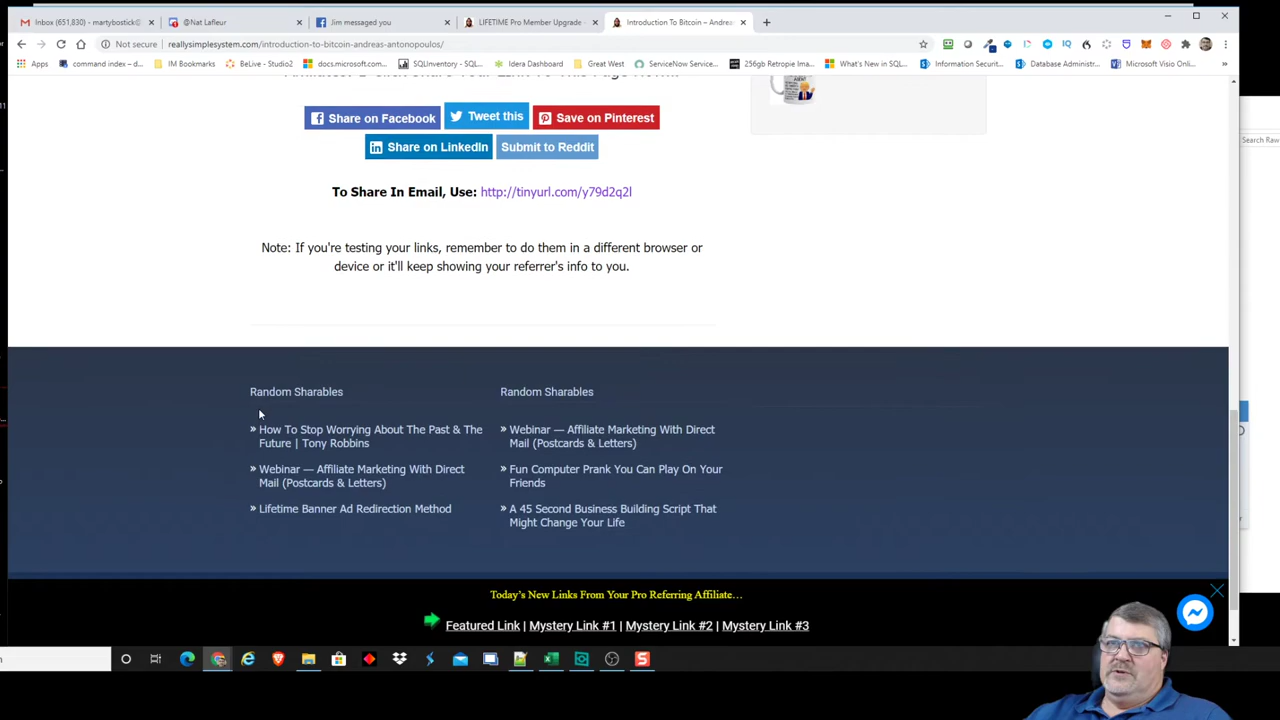 Inbox (651,830) - martybostick@
@Nat Lafleur
Jim messaged you
LIFETIME Pro Member Upgrade -
Introduction To Bitcoin – Andrea
Not secure
reallysimplesystem.com/introduction-to-bitcoin-andreas-antonopoulos/
Apps
command index – d...
IM Bookmarks
BeLive - Studio2
docs.microsoft.com...
SQLInventory - SQL...
Idera Dashboard
Great West
ServiceNow Service...
256gb Retropie Ima...
What's New in SQL...
Information Securit...
Database Administr...
Microsoft Visio Onli...
Search Raw
Share on Facebook
Tweet this
Save on Pinterest
Share on LinkedIn
Submit to Reddit
To Share In Email, Use: http://tinyurl.com/y79d2q2l
Note: If you're testing your links, remember to do them in a different browser or
device or it'll keep showing your referrer's info to you.
Random Sharables
» How To Stop Worrying About The Past & The
Future | Tony Robbins
» Webinar — Affiliate Marketing With Direct
Mail (Postcards & Letters)
» Lifetime Banner Ad Redirection Method
Random Sharables
» Webinar — Affiliate Marketing With Direct
Mail (Postcards & Letters)
» Fun Computer Prank You Can Play On Your
Friends
» A 45 Second Business Building Script That
Might Change Your Life
Today's New Links From Your Pro Referring Affiliate...
Featured Link | Mystery Link #1 | Mystery Link #2 | Mystery Link #3